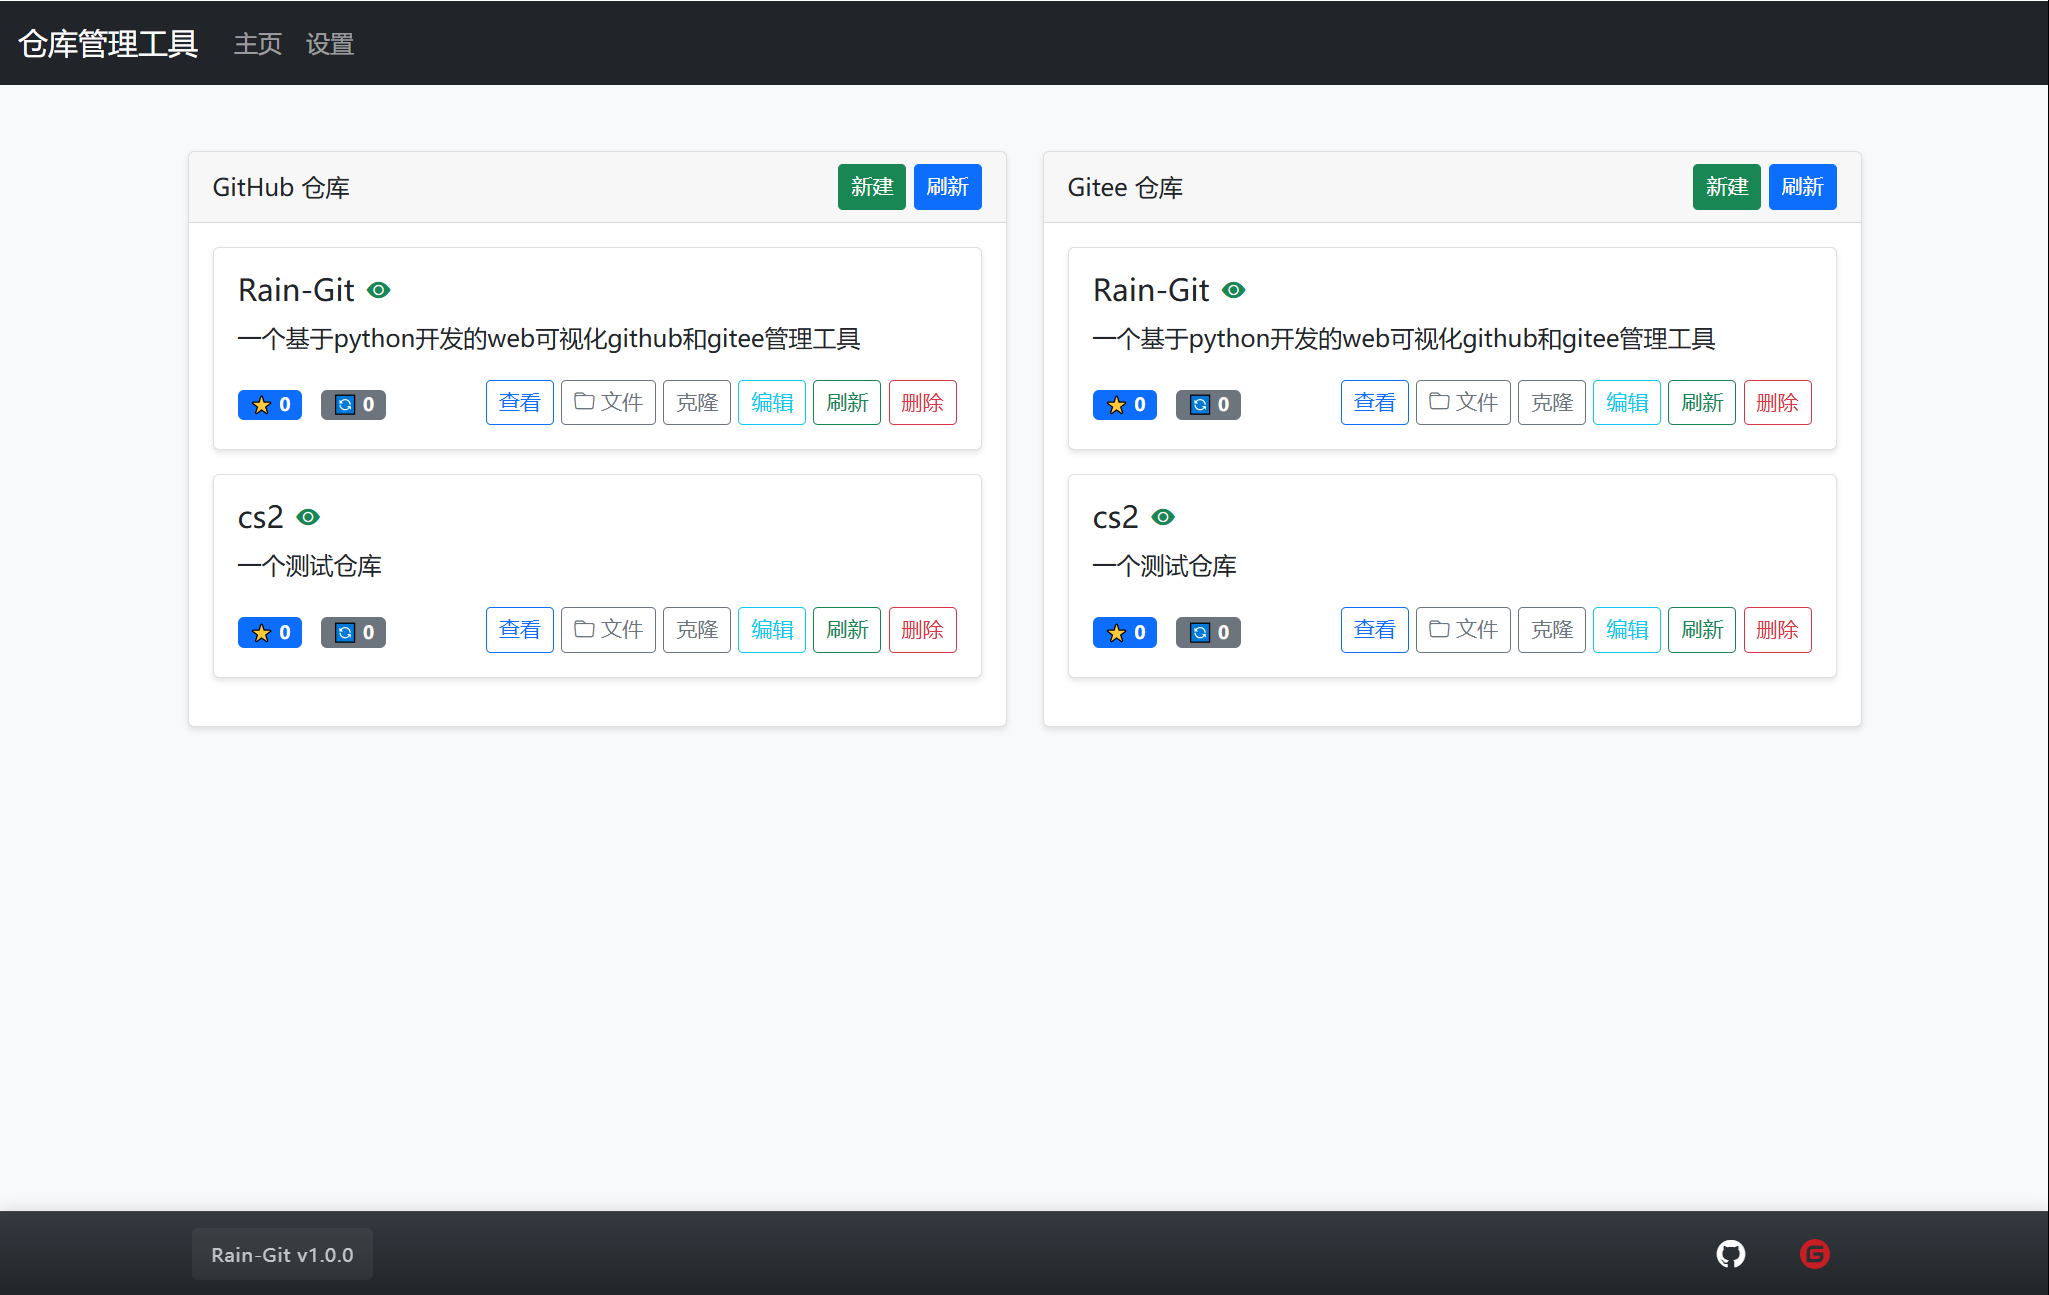 仓库管理工具 主页 设置
GitHub 仓库 新建 刷新
Rain-Git
一个基于python开发的web可视化github和gitee管理工具
0 0 查看 文件 克隆 编辑 刷新 删除
cs2
一个测试仓库
0 0 查看 文件 克隆 编辑 刷新 删除
Gitee 仓库 新建 刷新
Rain-Git
一个基于python开发的web可视化github和gitee管理工具
0 0 查看 文件 克隆 编辑 刷新 删除
cs2
一个测试仓库
0 0 查看 文件 克隆 编辑 刷新 删除
Rain-Git v1.0.0